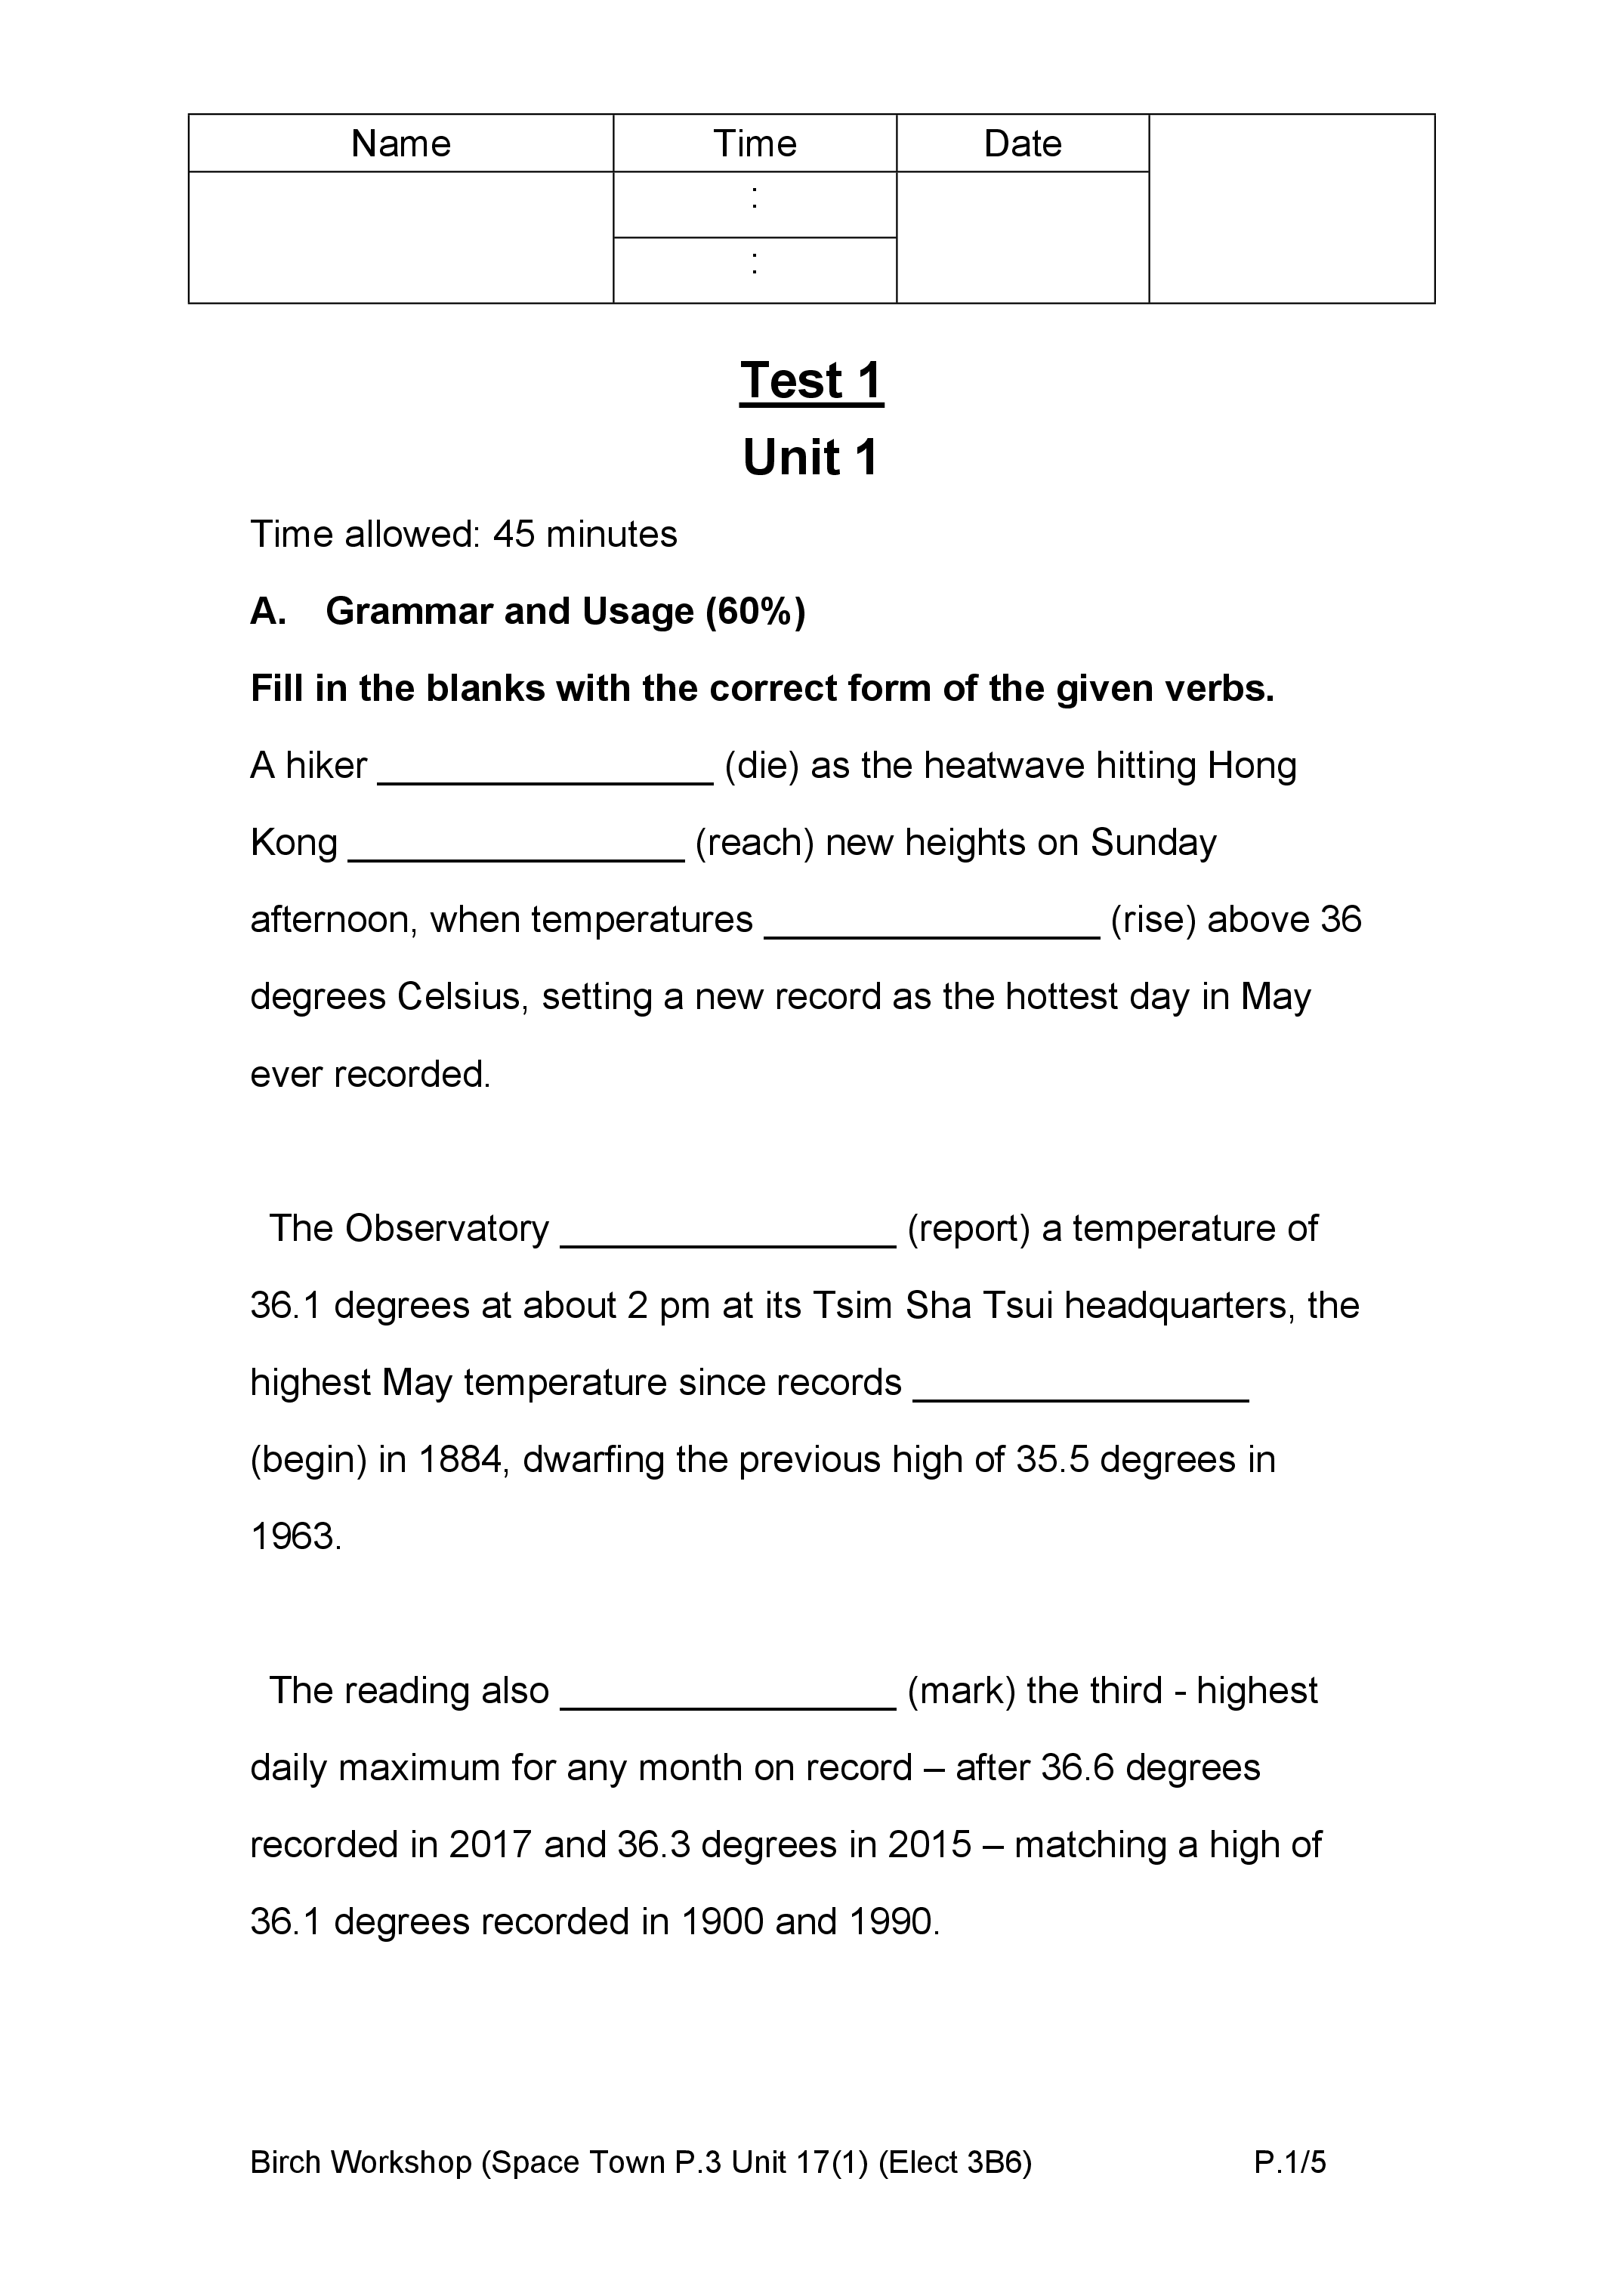 Name Time Date
:
:
Test 1
Unit 1
Time allowed: 45 minutes
A. Grammar and Usage (60%)
Fill in the blanks with the correct form of the given verbs.
A hiker ________________ (die) as the heatwave hitting Hong
Kong ________________ (reach) new heights on Sunday
afternoon, when temperatures ________________ (rise) above 36
degrees Celsius, setting a new record as the hottest day in May
ever recorded.
The Observatory ________________ (report) a temperature of
36.1 degrees at about 2 pm at its Tsim Sha Tsui headquarters, the
highest May temperature since records ________________
(begin) in 1884, dwarfing the previous high of 35.5 degrees in
1963.
The reading also ________________ (mark) the third - highest
daily maximum for any month on record – after 36.6 degrees
recorded in 2017 and 36.3 degrees in 2015 – matching a high of
36.1 degrees recorded in 1900 and 1990.
Birch Workshop (Space Town P.3 Unit 17(1) (Elect 3B6) P.1/5